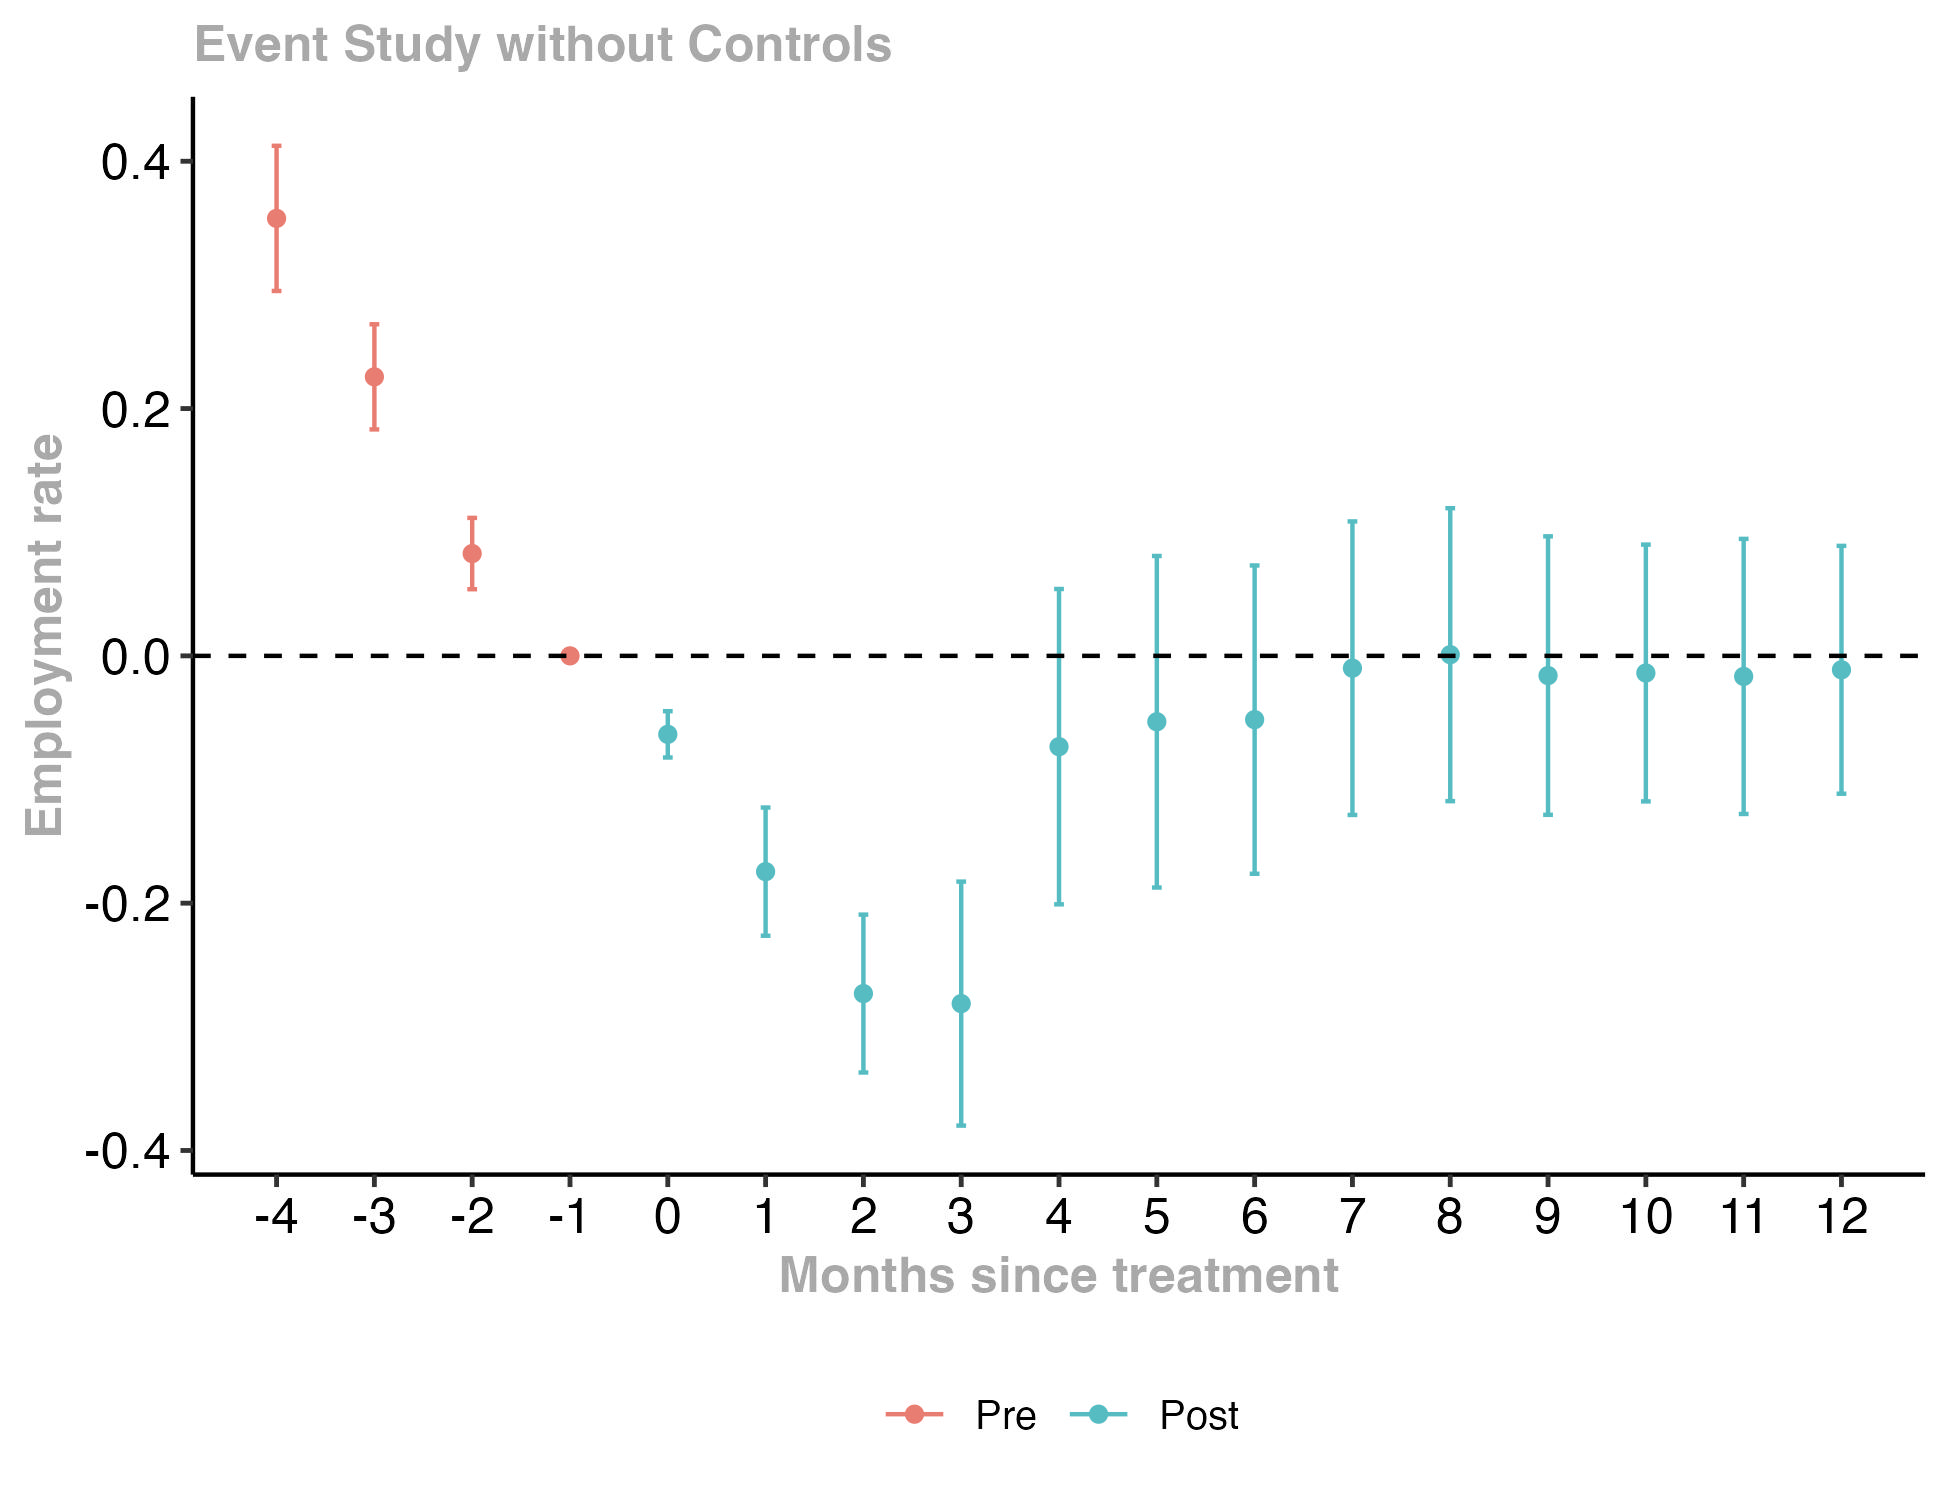 Event Study without Controls
Employment rate
0.4
0.2
0.0
-0.2
-0.4
-4 -3 -2 -1 0 1 2 3 4 5 6 7 8 9 10 11 12
Months since treatment
Pre Post